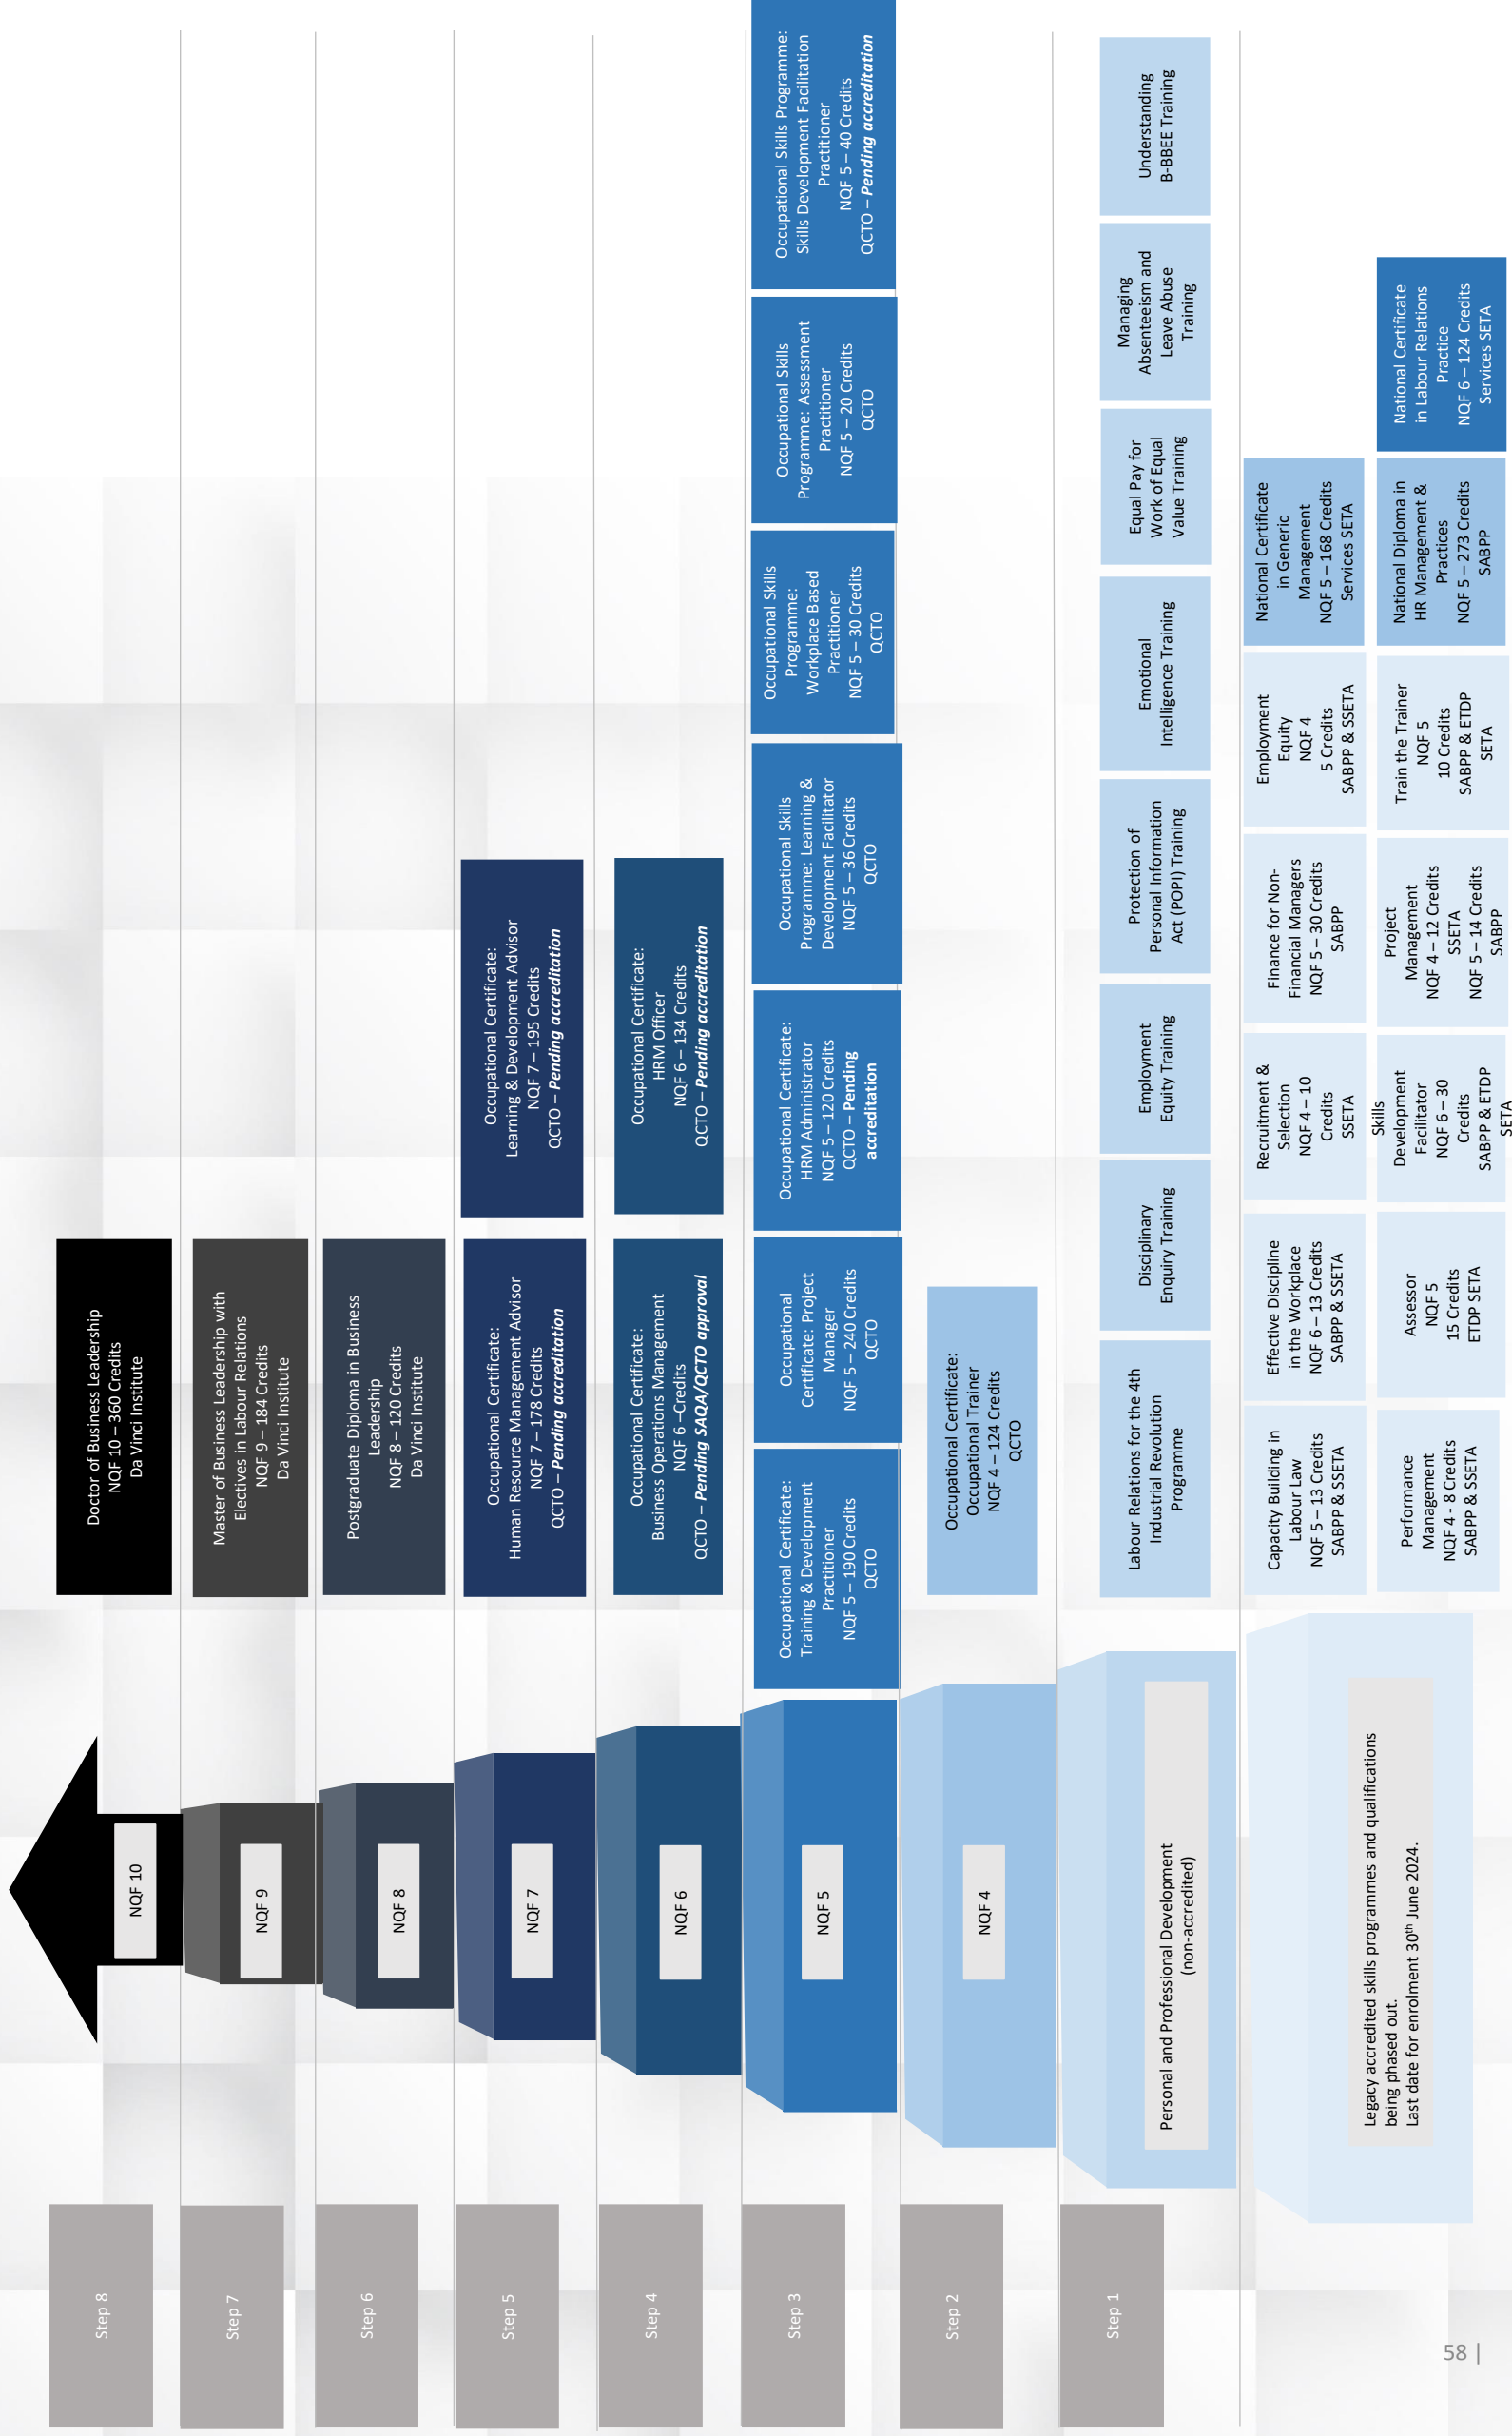 Step 8
NQF 10
Doctor of Business Leadership
NQF 10 – 360 Credits
Da Vinci Institute
Step 7
NQF 9
Master of Business Leadership with
Electives in Labour Relations
NQF 9 – 184 Credits
Da Vinci Institute
Step 6
NQF 8
Postgraduate Diploma in Business
Leadership
NQF 8 – 120 Credits
Da Vinci Institute
Step 5
NQF 7
Occupational Certificate:
Human Resource Management Advisor
NQF 7 – 178 Credits
QCTO – Pending accreditation
Occupational Certificate:
Learning & Development Advisor
NQF 7 – 195 Credits
QCTO – Pending accreditation
Step 4
NQF 6
Occupational Certificate:
Business Operations Management
NQF 6 –Credits
QCTO – Pending SAQA/QCTO approval
Occupational Certificate:
HRM Officer
NQF 6 – 134 Credits
QCTO – Pending accreditation
Step 3
NQF 5
Occupational Certificate:
Training & Development
Practitioner
NQF 5 – 190 Credits
QCTO
Occupational
Certificate: Project
Manager
NQF 5 – 240 Credits
QCTO
Occupational Certificate:
HRM Administrator
NQF 5 – 120 Credits
QCTO – Pending
accreditation
Occupational Skills
Programme: Learning &
Development Facilitator
NQF 5 – 36 Credits
QCTO
Occupational Skills
Programme:
Workplace Based
Practitioner
NQF 5 – 30 Credits
QCTO
Occupational Skills
Programme: Assessment
Practitioner
NQF 5 – 20 Credits
QCTO
Occupational Skills Programme:
Skills Development Facilitation
Practitioner
NQF 5 – 40 Credits
QCTO – Pending accreditation
Step 2
NQF 4
Occupational Certificate:
Occupational Trainer
NQF 4 – 124 Credits
QCTO
Step 1
Personal and Professional Development
(non-accredited)
Labour Relations for the 4th
Industrial Revolution
Programme
Disciplinary
Enquiry Training
Employment
Equity Training
Protection of
Personal Information
Act (POPI) Training
Emotional
Intelligence Training
Equal Pay for
Work of Equal
Value Training
Managing
Absenteeism and
Leave Abuse
Training
Understanding
B-BBEE Training
Legacy accredited skills programmes and qualifications
being phased out.
Last date for enrolment 30th June 2024.
Capacity Building in
Labour Law
NQF 5 – 13 Credits
SABPP & SSETA
Effective Discipline
in the Workplace
NQF 6 – 13 Credits
SABPP & SSETA
Recruitment &
Selection
NQF 4 – 10
Credits
SSETA
Finance for Non-
Financial Managers
NQF 5 – 30 Credits
SABPP
Employment
Equity
NQF 4
5 Credits
SABPP & SSETA
National Certificate
in Generic
Management
NQF 5 – 168 Credits
Services SETA
Performance
Management
NQF 4 - 8 Credits
SABPP & SSETA
Assessor
NQF 5
15 Credits
ETDP SETA
Skills
Development
Facilitator
NQF 6 – 30
Credits
SABPP & ETDP
SETA
Project
Management
NQF 4 – 12 Credits
SSETA
NQF 5 – 14 Credits
SABPP
Train the Trainer
NQF 5
10 Credits
SABPP & ETDP
SETA
National Diploma in
HR Management &
Practices
NQF 5 – 273 Credits
SABPP
National Certificate
in Labour Relations
Practice
NQF 6 – 124 Credits
Services SETA
58 |